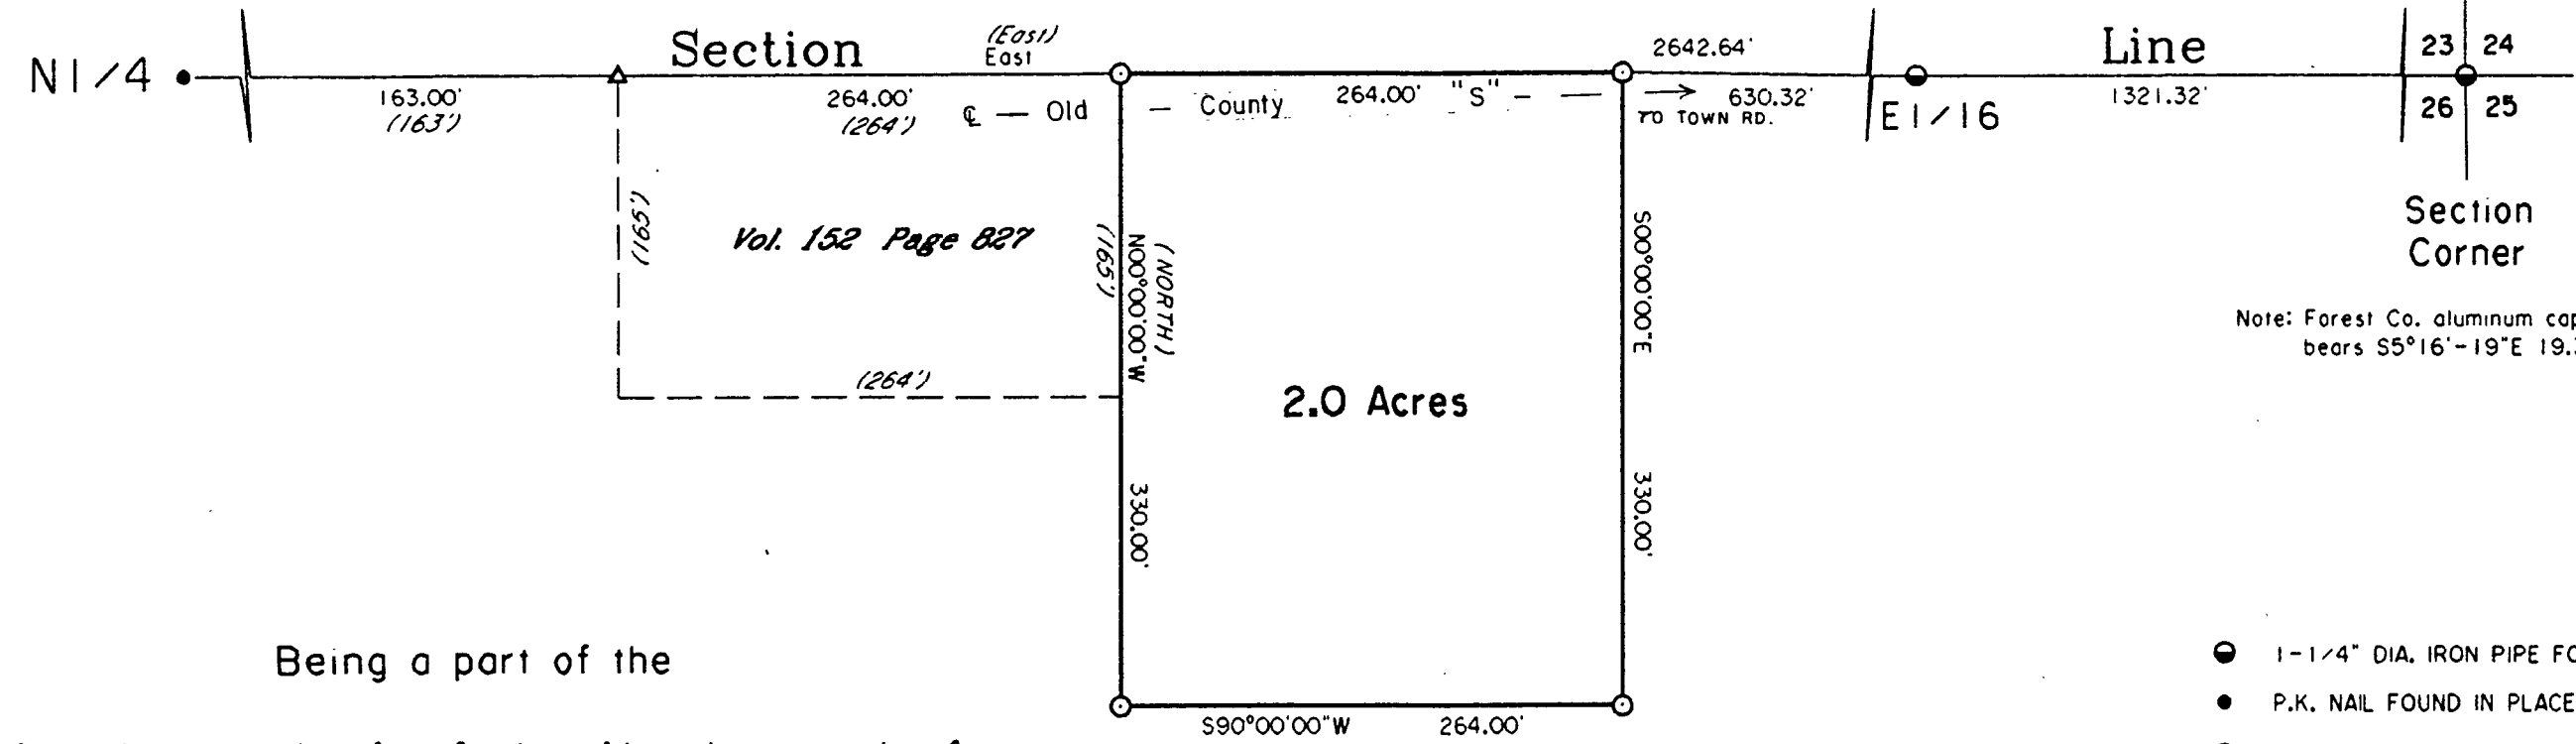 N1/4
Section
(East)
East
2642.64'
Line
23 24
26 25
163.00'
(163')
264.00'
(264')
℄ — Old — County "S" —
264.00'
TO TOWN RD.
630.32'
E1/16
1321.32'
Section
Corner
(165')
Vol. 152 Page 827
(165')
N00°00'00"W
(NORTH)
S00°00'00"E
Note: Forest Co. aluminum cap
bears S5°16'-19"E 19.
(264')
2.0 Acres
330.00'
330.00'
Being a part of the
S90°00'00"W 264.00'
1-1/4" DIA. IRON PIPE FO
P.K. NAIL FOUND IN PLACE